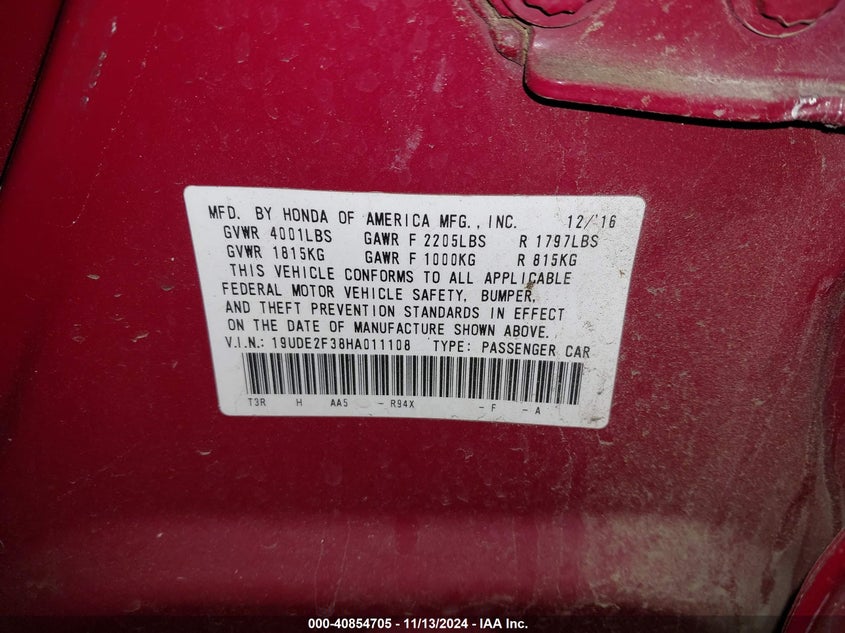 MFD. BY HONDA OF AMERICA MFG., INC. 12/'16
GVWR 4001LBS GAWR F 2205LBS R 1797LBS
GVWR 1815KG GAWR F 1000KG R 815KG
THIS VEHICLE CONFORMS TO ALL APPLICABLE
FEDERAL MOTOR VEHICLE SAFETY, BUMPER,
AND THEFT PREVENTION STANDARDS IN EFFECT
ON THE DATE OF MANUFACTURE SHOWN ABOVE.
V.I.N.: 19UDE2F38HA011108 TYPE: PASSENGER CAR
T3R H AA5 - R94X - F - A
000-40854705 - 11/13/2024 - IAA Inc.